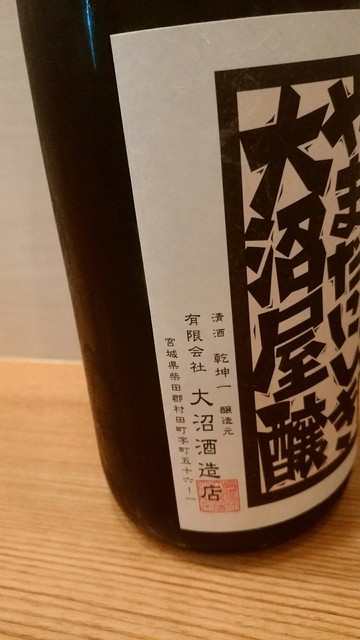 大沼屋醸
清酒 乾坤一 醸造元
有限会社 大沼酒造店
宮城県柴田郡村田町字町五十六ー一